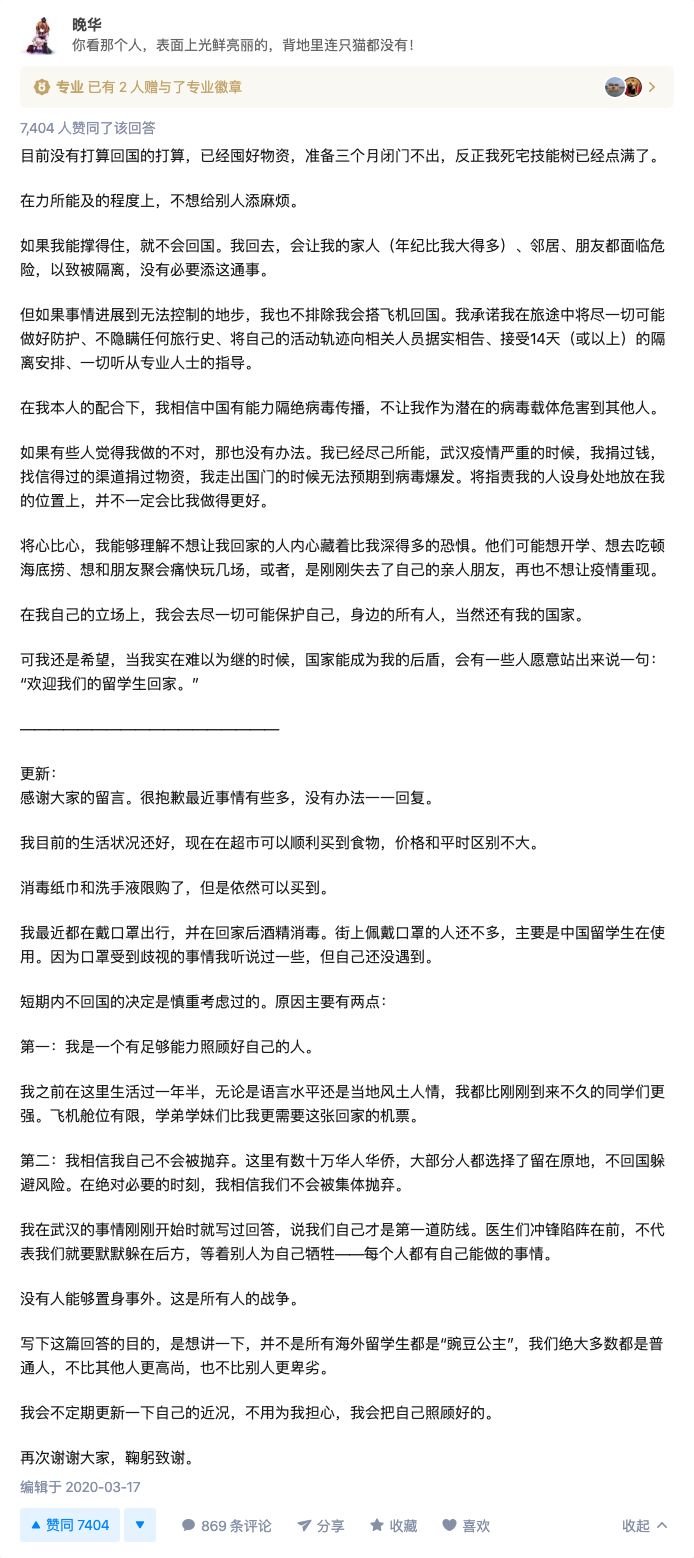 晚华
你看那个人，表面上光鲜亮丽的，背地里连只猫都没有！
专业 已有 2 人赠与了专业徽章
7,404 人赞同了该回答
目前没有打算回国的打算，已经囤好物资，准备三个月闭门不出，反正我死宅技能树已经点满了。
在力所能及的程度上，不想给别人添麻烦。
如果我能撑得住，就不会回国。我回去，会让我的家人（年纪比我大得多）、邻居、朋友都面临危
险，以致被隔离，没有必要添这通事。
但如果事情进展到无法控制的地步，我也不排除我会搭飞机回国。我承诺我在旅途中将尽一切可能
做好防护、不隐瞒任何旅行史、将自己的活动轨迹向相关人员据实相告、接受14天（或以上）的隔
离安排、一切听从专业人士的指导。
在我本人的配合下，我相信中国有能力隔绝病毒传播，不让我作为潜在的病毒载体危害到其他人。
如果有些人觉得我做的不对，那也没有办法。我已经尽己所能，武汉疫情严重的时候，我捐过钱，
找信得过的渠道捐过物资，我走出国门的时候无法预期到病毒爆发。将指责我的人设身处地放在我
的位置上，并不一定会比我做得更好。
将心比心，我能够理解不想让我回家的人内心藏着比我深得多的恐惧。他们可能想开学、想去吃顿
海底捞、想和朋友聚会痛快玩几场，或者，是刚刚失去了自己的亲人朋友，再也不想让疫情重现。
在我自己的立场上，我会去尽一切可能保护自己，身边的所有人，当然还有我的国家。
可我还是希望，当我实在难以为继的时候，国家能成为我的后盾，会有一些人愿意站出来说一句：
“欢迎我们的留学生回家。”
——————————————————
更新：
感谢大家的留言。很抱歉最近事情有些多，没有办法一一回复。
我目前的生活状况还好，现在在超市可以顺利买到食物，价格和平时区别不大。
消毒纸巾和洗手液限购了，但是依然可以买到。
我最近都在戴口罩出行，并在回家后酒精消毒。街上佩戴口罩的人还不多，主要是中国留学生在使
用。因为口罩受到歧视的事情我听说过一些，但自己还没遇到。
短期内不回国的决定是慎重考虑过的。原因主要有两点：
第一：我是一个有足够能力照顾好自己的人。
我之前在这里生活过一年半，无论是语言水平还是当地风土人情，我都比刚刚到来不久的同学们更
强。飞机舱位有限，学弟学妹们比我更需要这张回家的机票。
第二：我相信我自己不会被抛弃。这里有数十万华人华侨，大部分人都选择了留在原地，不回国躲
避风险。在绝对必要的时刻，我相信我们不会被集体抛弃。
我在武汉的事情刚刚开始时就写过回答，说我们自己才是第一道防线。医生们冲锋陷阵在前，不代
表我们就要默默躲在后方，等着别人为自己牺牲——每个人都有自己能做的事情。
没有人能够置身事外。这是所有人的战争。
写下这篇回答的目的，是想讲一下，并不是所有海外留学生都是“豌豆公主”，我们绝大多数都是普
通人，不比其他人更高尚，也不比别人更卑劣。
我会不定期更新一下自己的近况，不用为我担心，我会把自己照顾好的。
再次谢谢大家，鞠躬致谢。
编辑于 2020-03-17
赞同 7404 869 条评论 分享 收藏 喜欢 收起